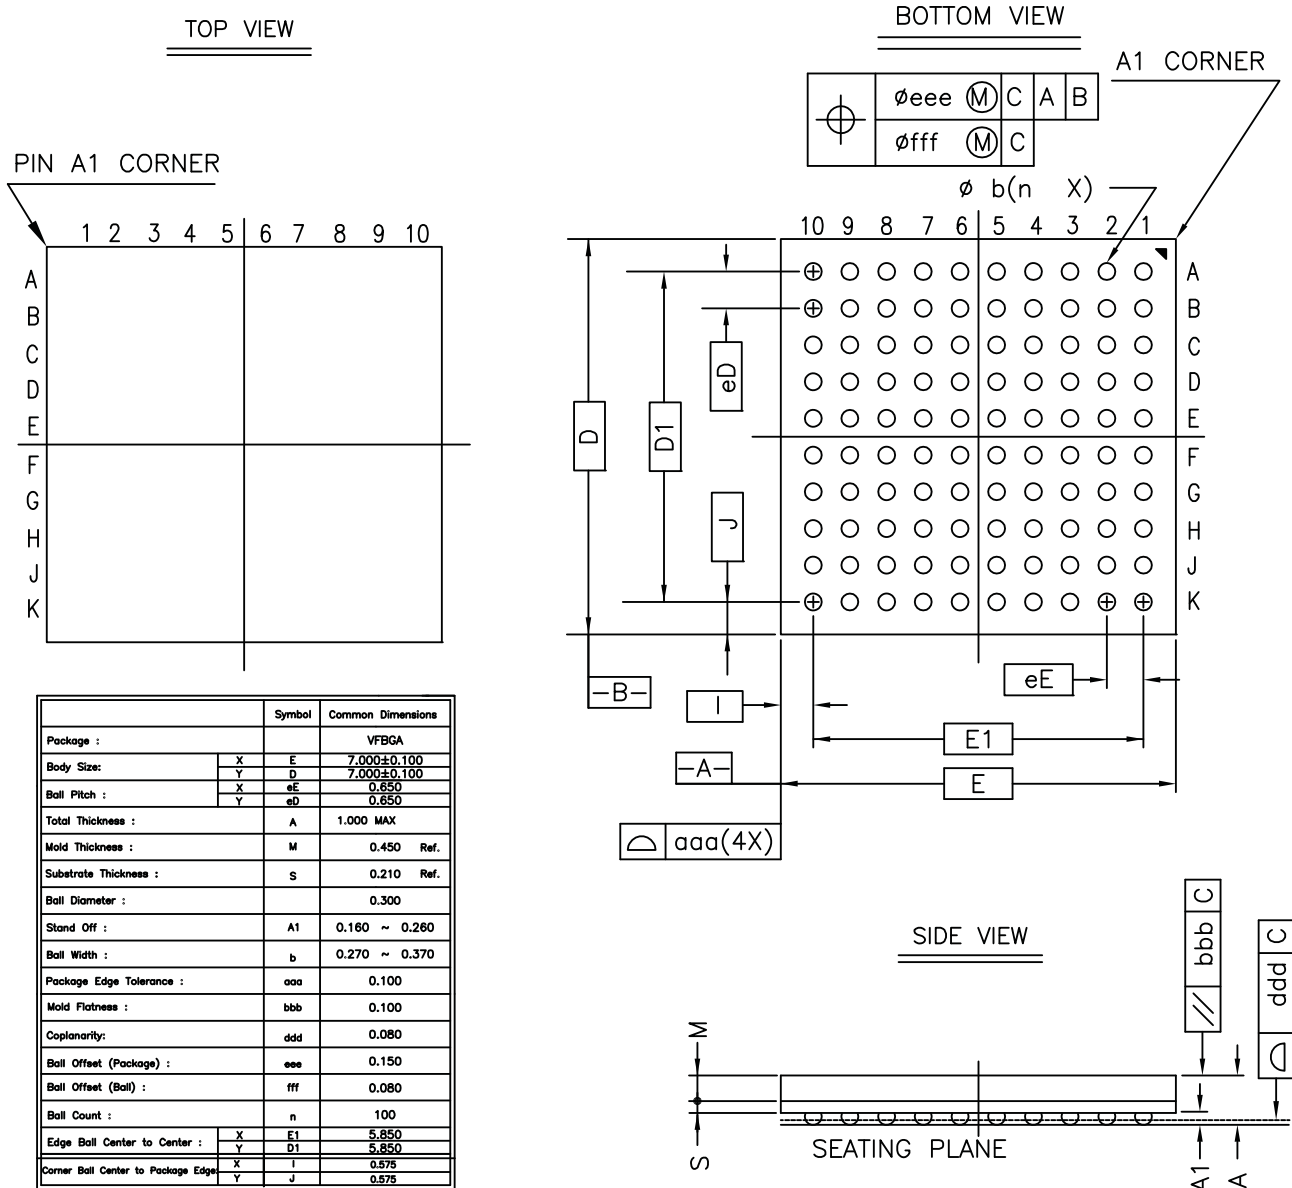 TOP VIEW
PIN A1 CORNER
1 2 3 4 5 6 7 8 9 10
A
B
C
D
E
F
G
H
J
K
BOTTOM VIEW
A1 CORNER
øeee Ⓜ C A B
øfff Ⓜ C
ø b(n X)
10 9 8 7 6 5 4 3 2 1
A
B
C
D
E
F
G
H
J
K
eD
D
D1
J
-B-
I
eE
E1
-A-
E
aaa(4X)
Symbol Common Dimensions
Package : VFBGA
Body Size: X E 7.000±0.100
Y D 7.000±0.100
Ball Pitch : X eE 0.650
Y eD 0.650
Total Thickness : A 1.000 MAX
Mold Thickness : M 0.450 Ref.
Substrate Thickness : S 0.210 Ref.
Ball Diameter : 0.300
Stand Off : A1 0.160 ~ 0.260
Ball Width : b 0.270 ~ 0.370
Package Edge Tolerance : aaa 0.100
Mold Flatness : bbb 0.100
Coplanarity: ddd 0.080
Ball Offset (Package) : eee 0.150
Ball Offset (Ball) : fff 0.080
Ball Count : n 100
Edge Ball Center to Center : X E1 5.850
Y D1 5.850
Corner Ball Center to Package Edge: X I 0.575
Y J 0.575
SIDE VIEW
// bbb C
ddd C
M
S
SEATING PLANE
A1
A